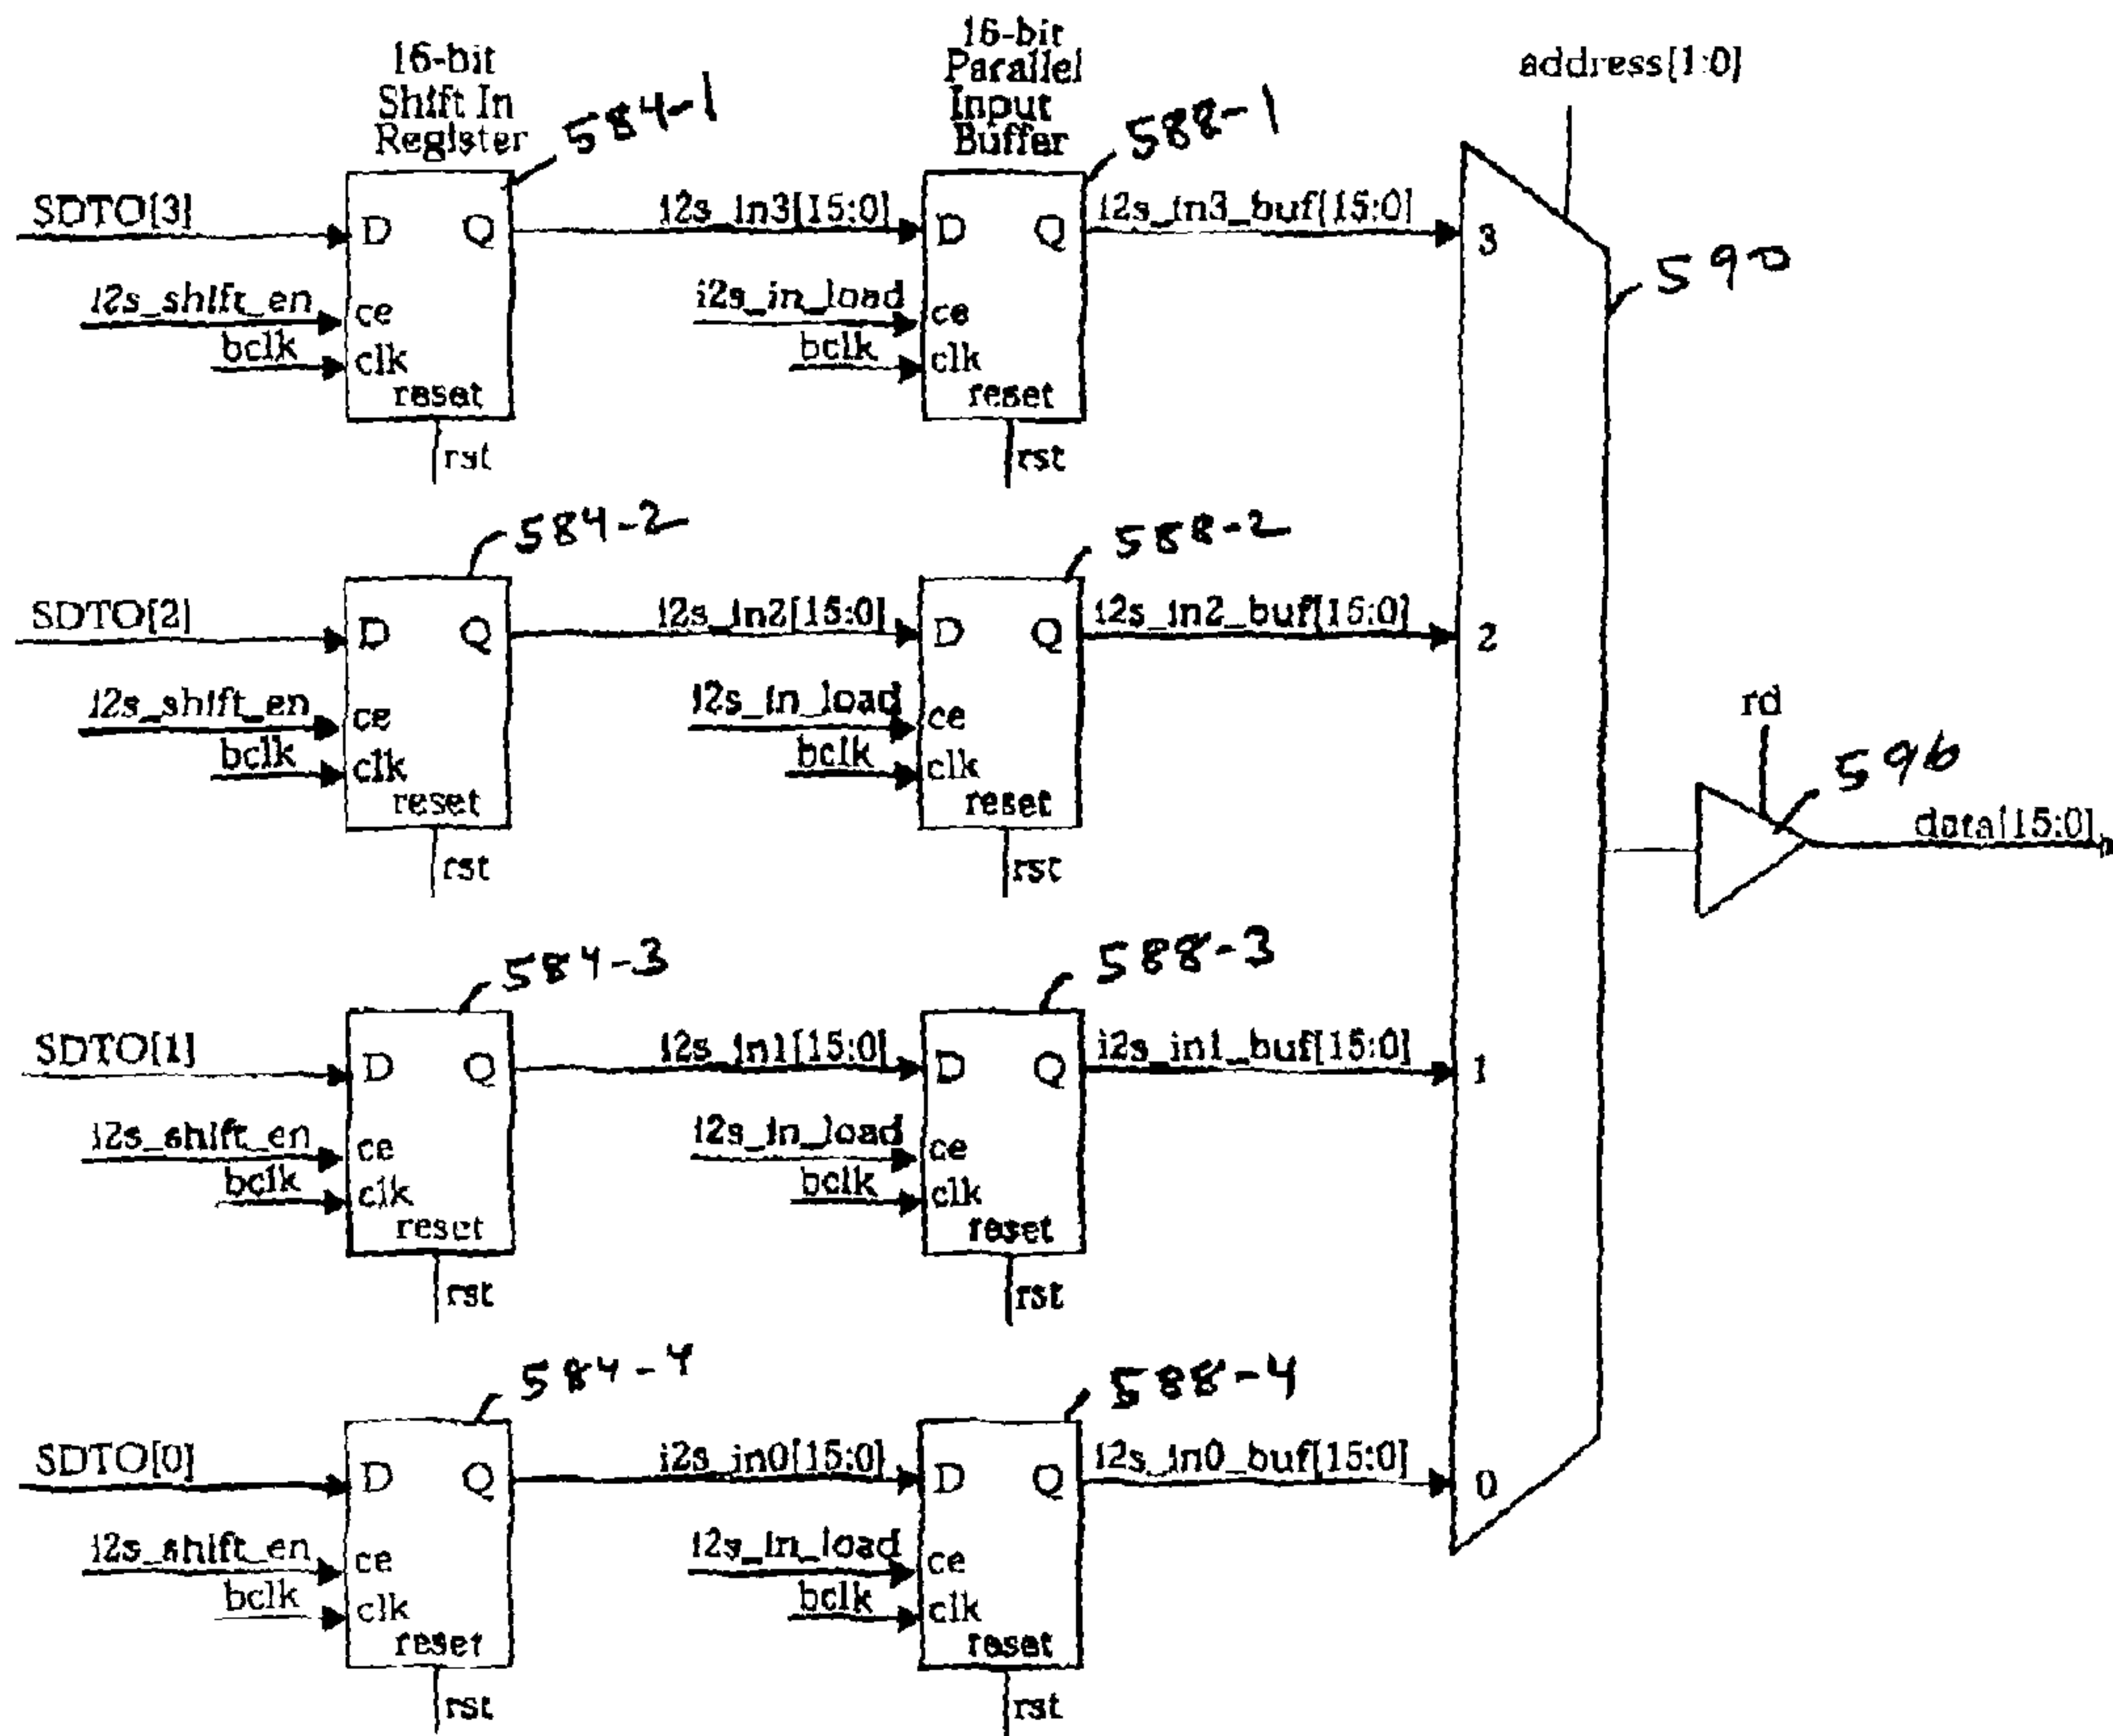 16-bit
Shift In
Register
584-1
16-bit
Parallel
Input
Buffer
588-1
address[1:0]
SDTO[3]
D
Q
i2s_in3[15:0]
D
Q
i2s_in3_buf[15:0]
3
590
i2s_shift_en
ce
i2s_in_load
ce
bclk
clk
bclk
clk
reset
reset
rst
rst
584-2
588-2
SDTO[2]
D
Q
i2s_in2[15:0]
D
Q
i2s_in2_buf[15:0]
2
i2s_shift_en
ce
i2s_in_load
ce
rd
bclk
clk
bclk
clk
596
reset
reset
data[15:0]
rst
rst
584-3
588-3
SDTO[1]
D
Q
i2s_in1[15:0]
D
Q
i2s_in1_buf[15:0]
1
i2s_shift_en
ce
i2s_in_load
ce
bclk
clk
bclk
clk
reset
reset
rst
rst
584-4
588-4
SDTO[0]
D
Q
i2s_in0[15:0]
D
Q
i2s_in0_buf[15:0]
0
i2s_shift_en
ce
i2s_in_load
ce
bclk
clk
bclk
clk
reset
reset
rst
rst